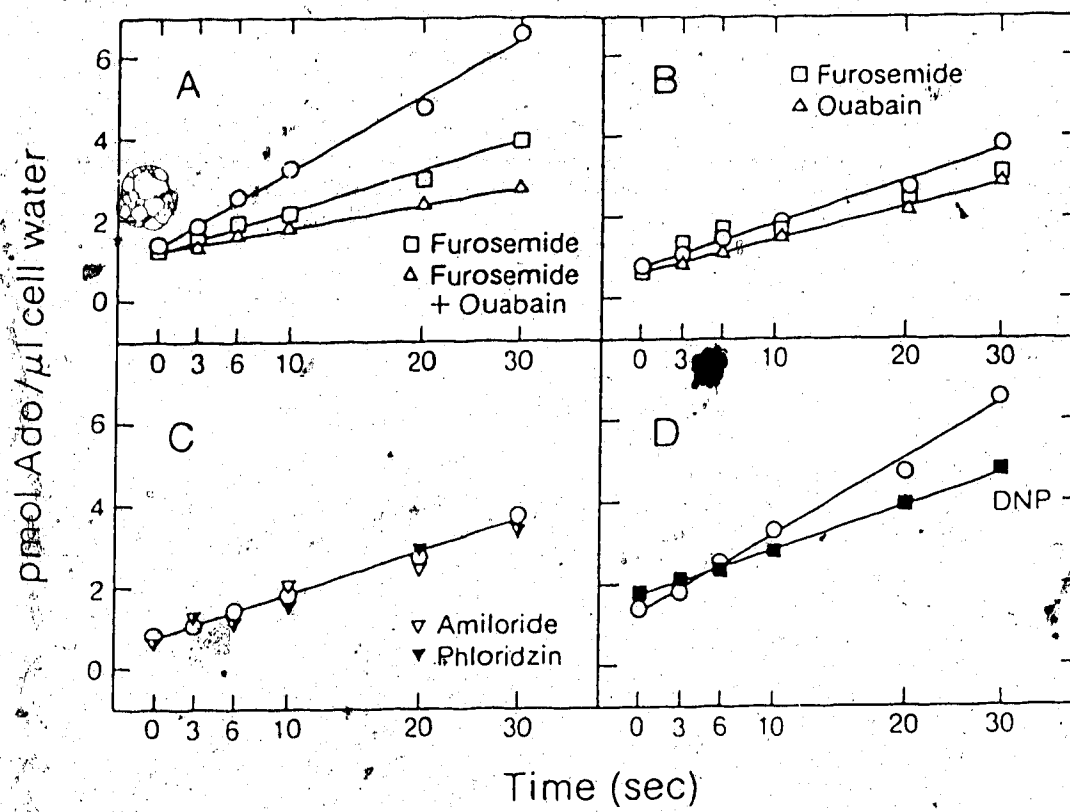 A
6
4
2
0
□ Furosemide
△ Furosemide
+ Ouabain
0 3 6 10 20 30
B
□ Furosemide
△ Ouabain
0 3 6 10 20 30
C
6
4
2
0
▽ Amiloride
▼ Phloridzin
0 3 6 10 20 30
D
DNP
0 3 6 10 20 30
pmol Ado/µl cell water
Time (sec)